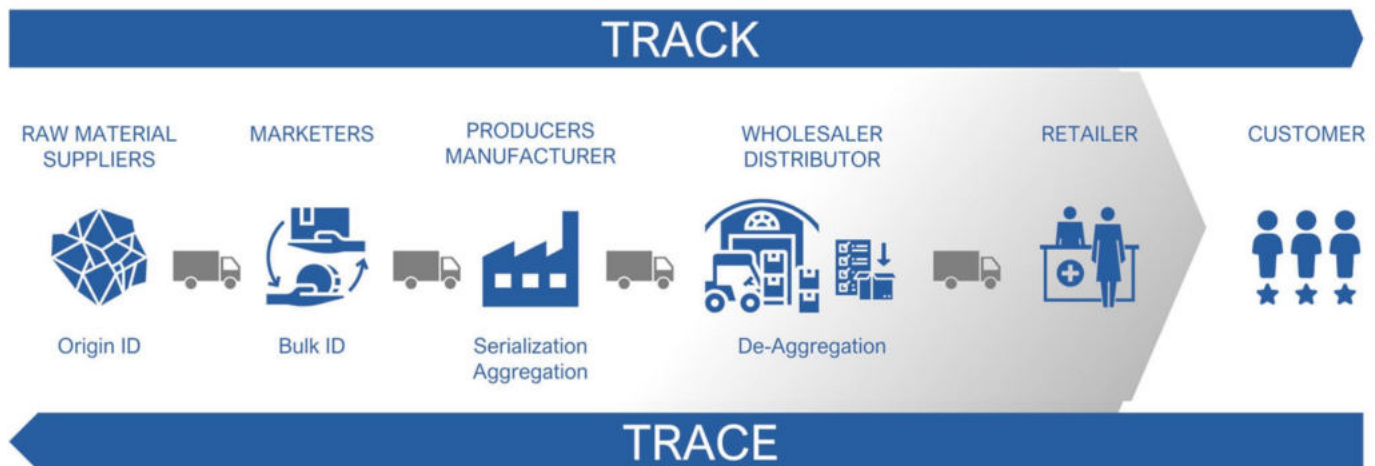 TRACK
RAW MATERIAL
SUPPLIERS
MARKETERS
PRODUCERS
MANUFACTURER
WHOLESALER
DISTRIBUTOR
RETAILER
CUSTOMER
Origin ID
Bulk ID
Serialization
Aggregation
De-Aggregation
TRACE